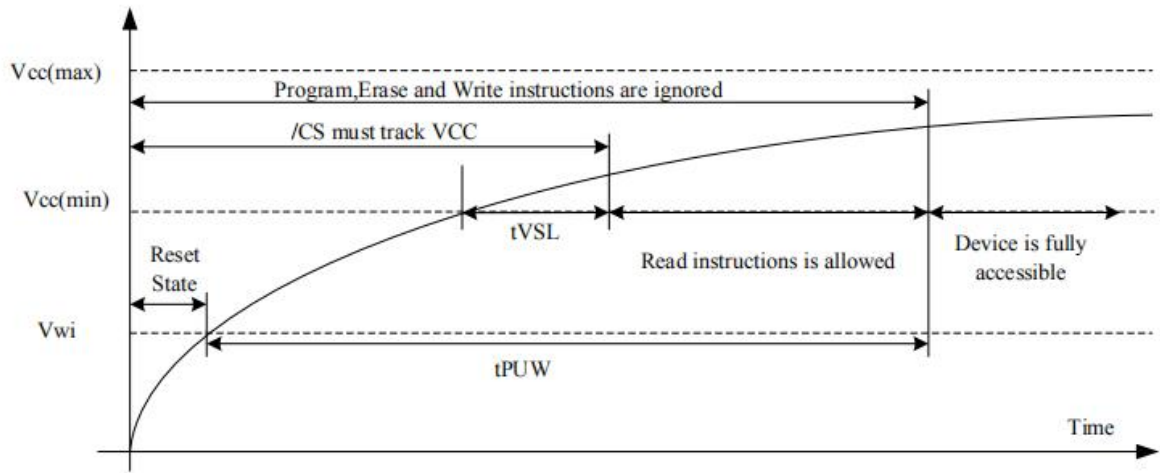 Vcc(max)
Program,Erase and Write instructions are ignored
/CS must track VCC
Vcc(min)
tVSL
Reset
State
Read instructions is allowed
Device is fully
accessible
Vwi
tPUW
Time